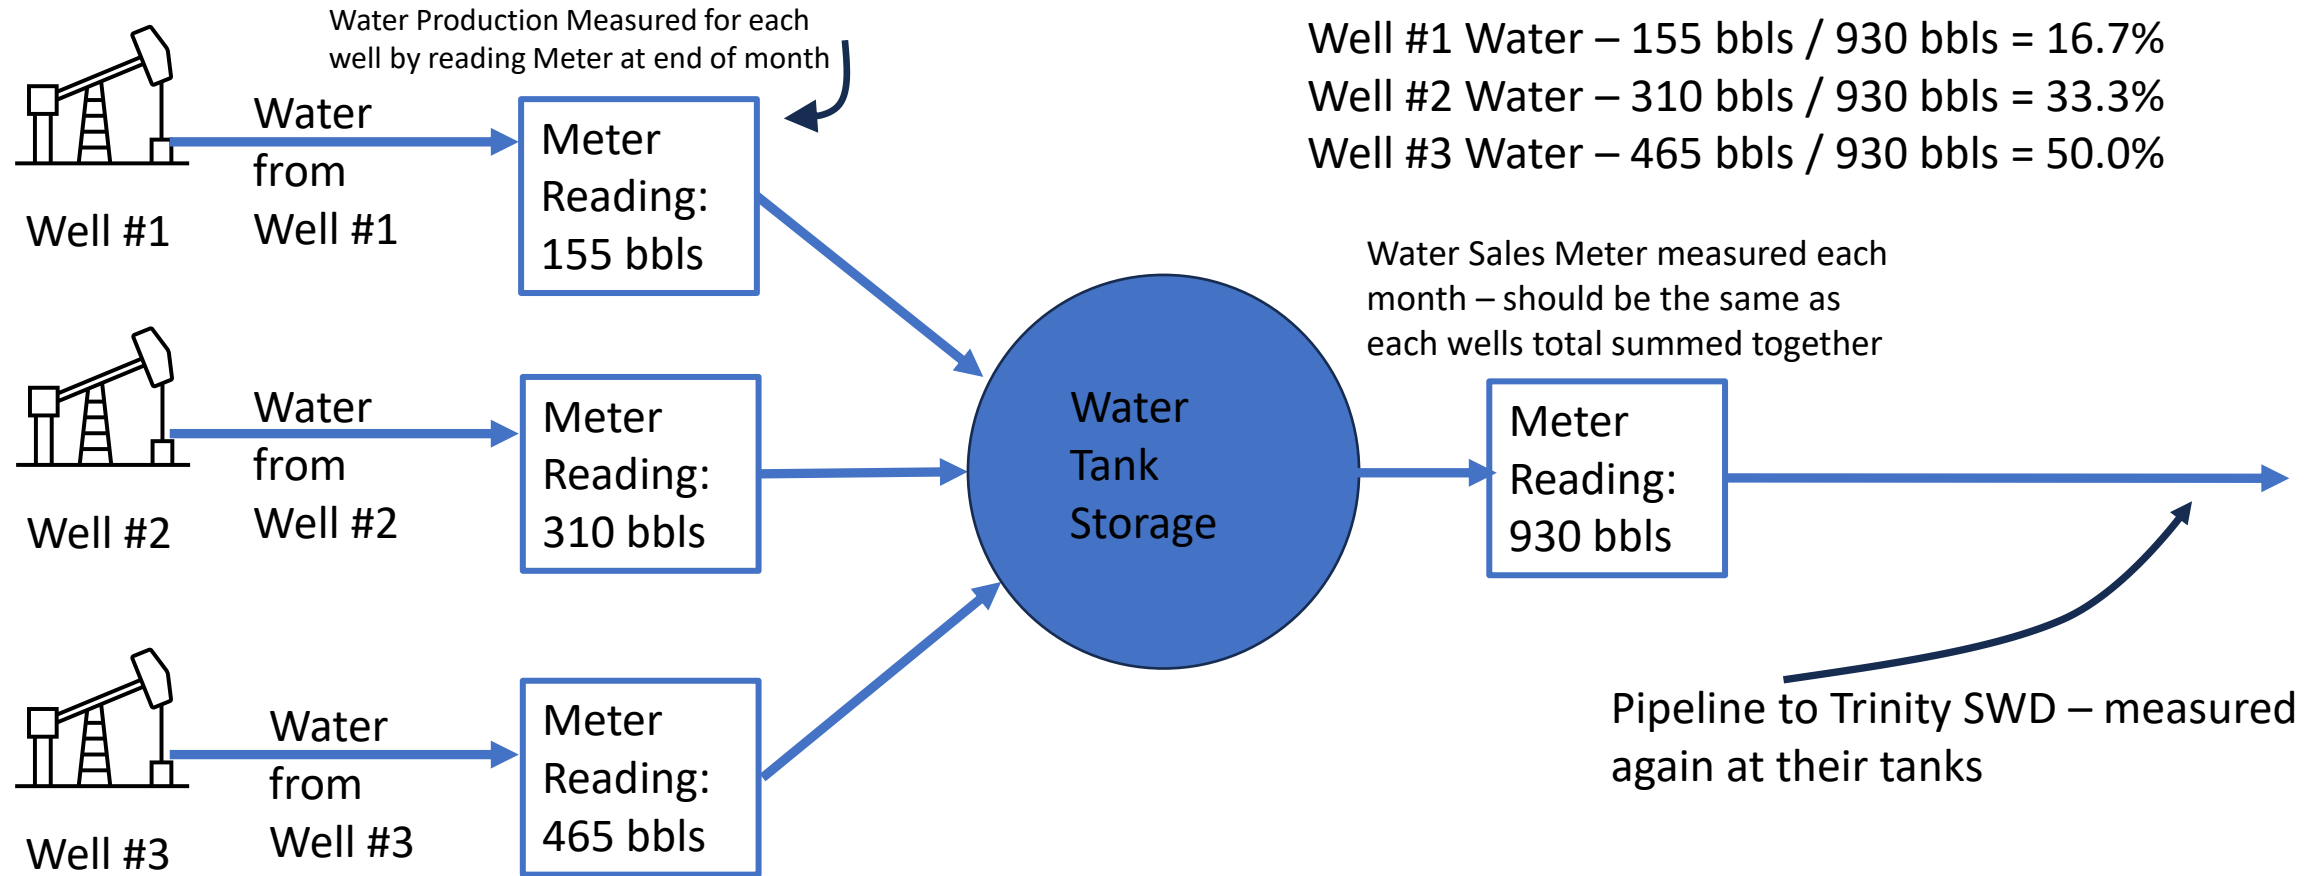 Water Production Measured for each
well by reading Meter at end of month
Well #1 Water – 155 bbls / 930 bbls = 16.7%
Well #2 Water – 310 bbls / 930 bbls = 33.3%
Well #3 Water – 465 bbls / 930 bbls = 50.0%
Well #1
Water
from
Well #1
Meter
Reading:
155 bbls
Well #2
Water
from
Well #2
Meter
Reading:
310 bbls
Well #3
Water
from
Well #3
Meter
Reading:
465 bbls
Water
Tank
Storage
Water Sales Meter measured each
month – should be the same as
each wells total summed together
Meter
Reading:
930 bbls
Pipeline to Trinity SWD – measured
again at their tanks